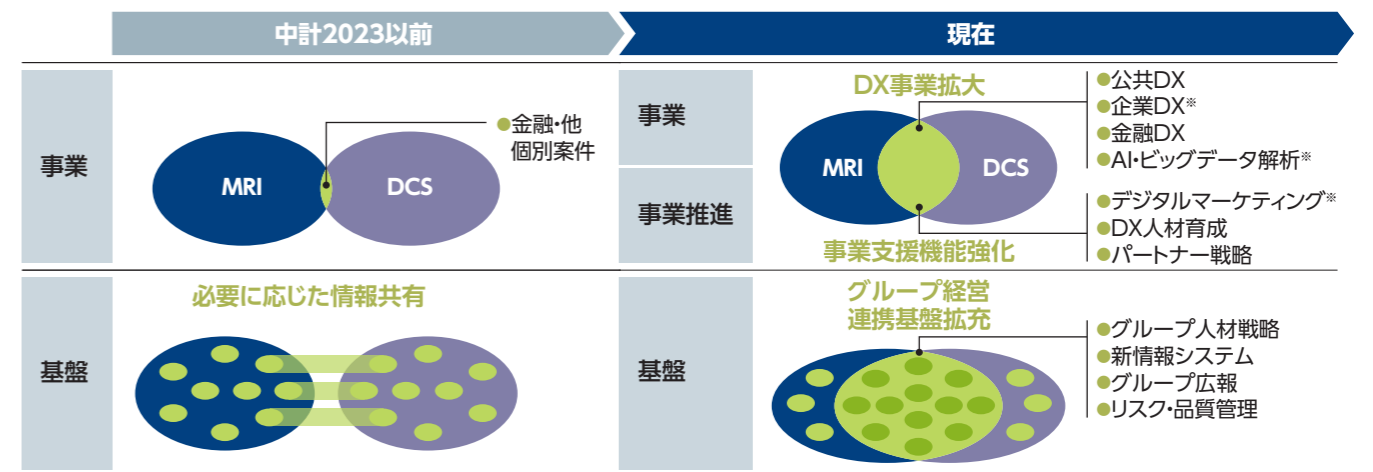 中計2023以前
現在
事業
MRI
DCS
●金融・他
個別案件
事業
事業推進
DX事業拡大
MRI
DCS
事業支援機能強化
●公共DX
●企業DX※
●金融DX
●AI・ビッグデータ解析※
●デジタルマーケティング※
●DX人材育成
●パートナー戦略
基盤
必要に応じた情報共有
基盤
グループ経営
連携基盤拡充
●グループ人材戦略
●新情報システム
●グループ広報
●リスク・品質管理